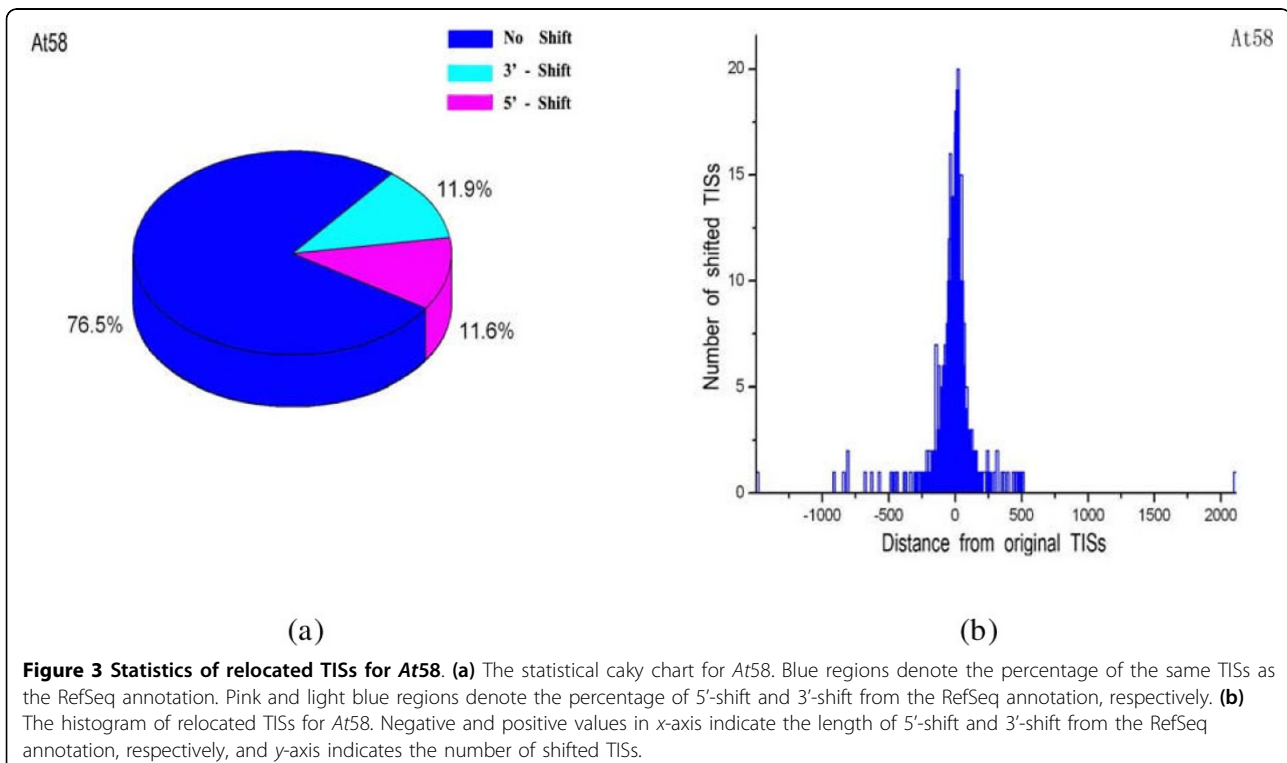 At58
No Shift
3' - Shift
5' - Shift
11.9%
76.5%
11.6%
(a)
At58
Number of shifted TISs
20
15
10
5
0
-1000 -500 0 500 1000 1500 2000
Distance from original TISs
(b)
Figure 3 Statistics of relocated TISs for At58. (a) The statistical caky chart for At58. Blue regions denote the percentage of the same TISs as
the RefSeq annotation. Pink and light blue regions denote the percentage of 5'-shift and 3'-shift from the RefSeq annotation, respectively. (b)
The histogram of relocated TISs for At58. Negative and positive values in x-axis indicate the length of 5'-shift and 3'-shift from the RefSeq
annotation, respectively, and y-axis indicates the number of shifted TISs.